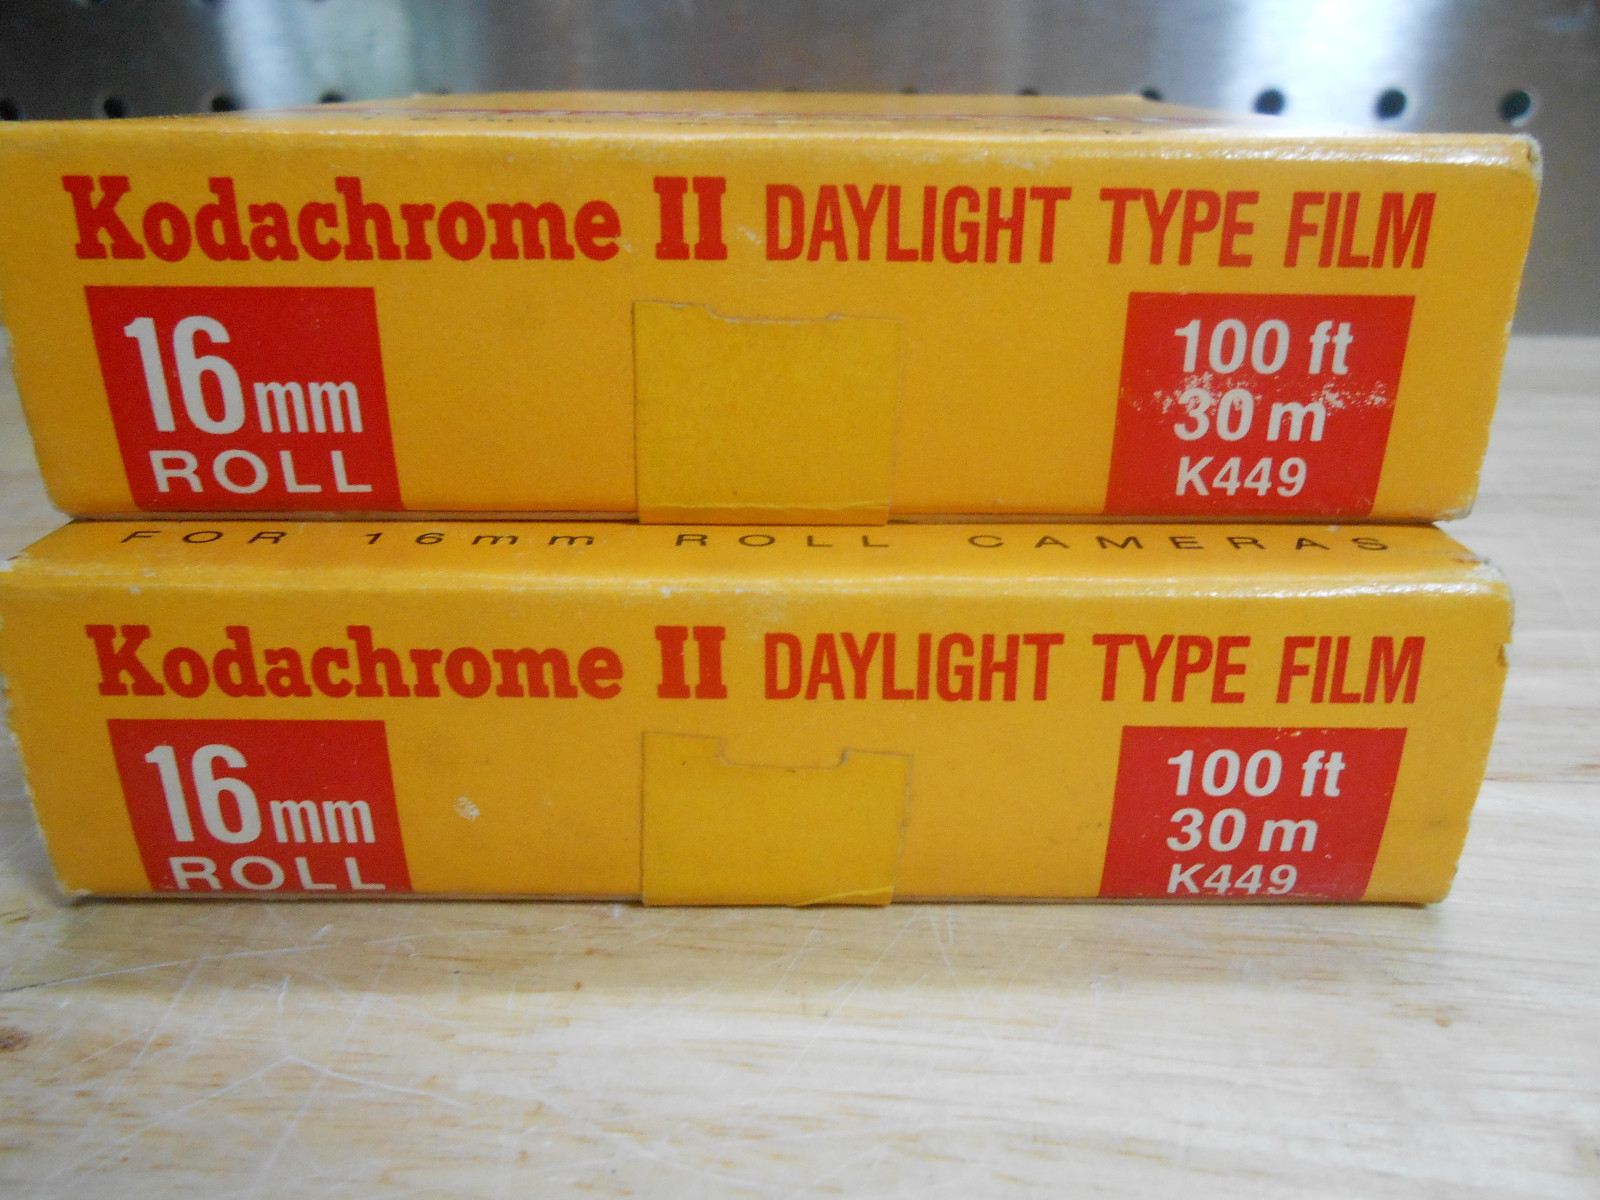 Kodachrome II DAYLIGHT TYPE FILM
16mm
ROLL
100 ft
30 m
K449
FOR 16mm ROLL CAMERAS
Kodachrome II DAYLIGHT TYPE FILM
16mm
ROLL
100 ft
30 m
K449